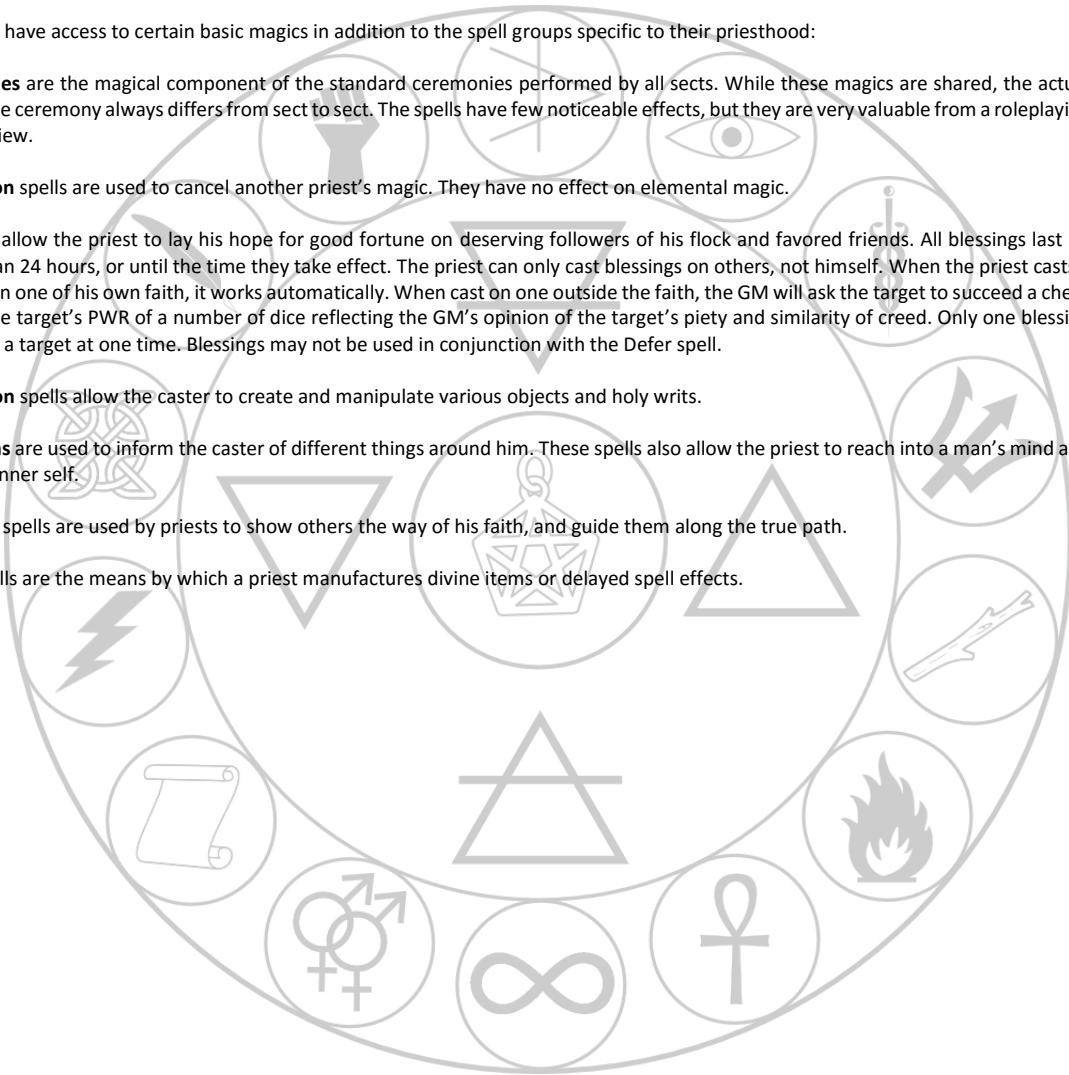 have access to certain basic magics in addition to the spell groups specific to their priesthood:
es are the magical component of the standard ceremonies performed by all sects. While these magics are shared, the actu
e ceremony always differs from sect to sect. The spells have few noticeable effects, but they are very valuable from a roleplayi
iew.
on spells are used to cancel another priest’s magic. They have no effect on elemental magic.
allow the priest to lay his hope for good fortune on deserving followers of his flock and favored friends. All blessings last
an 24 hours, or until the time they take effect. The priest can only cast blessings on others, not himself. When the priest casts
n one of his own faith, it works automatically. When cast on one outside the faith, the GM will ask the target to succeed a che
e target’s PWR of a number of dice reflecting the GM’s opinion of the target’s piety and similarity of creed. Only one blessi
a target at one time. Blessings may not be used in conjunction with the Defer spell.
on spells allow the caster to create and manipulate various objects and holy writs.
ns are used to inform the caster of different things around him. These spells also allow the priest to reach into a man’s mind a
nner self.
spells are used by priests to show others the way of his faith, and guide them along the true path.
lls are the means by which a priest manufactures divine items or delayed spell effects.